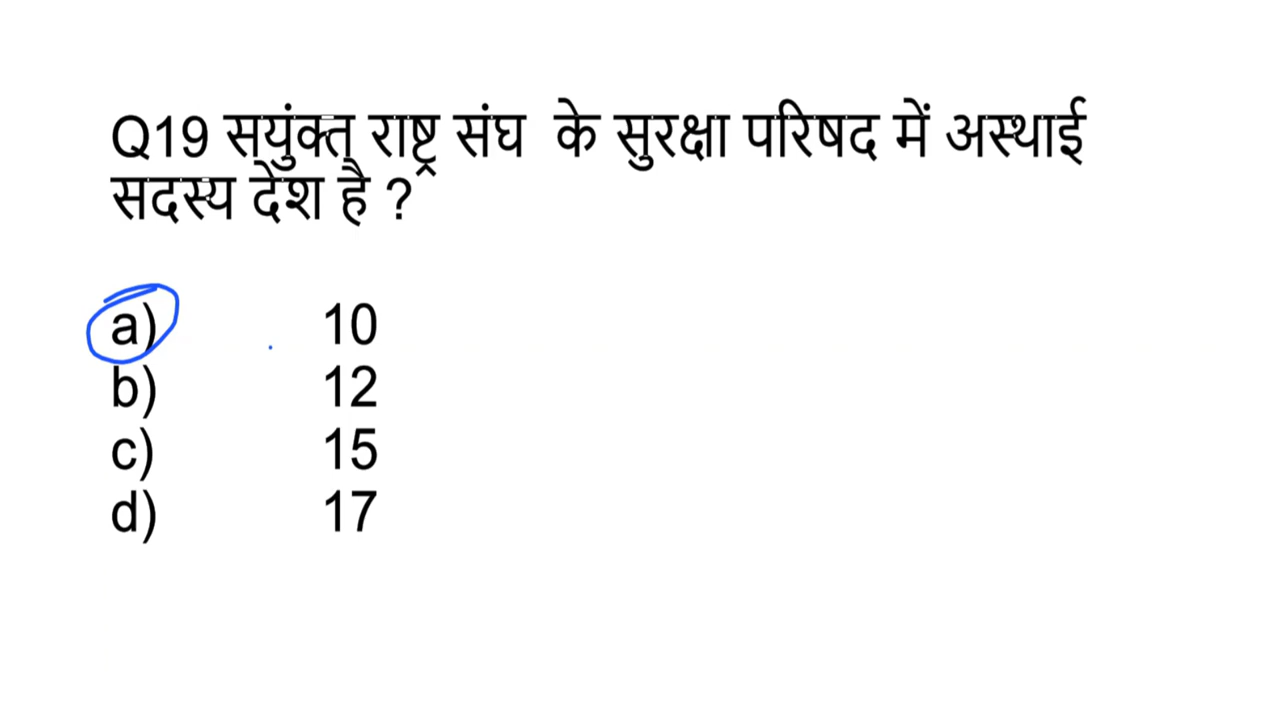 Q19 सयुंक्त राष्ट्र संघ के सुरक्षा परिषद में अस्थाई
सदस्य देश है ?
a) 10
b) 12
c) 15
d) 17